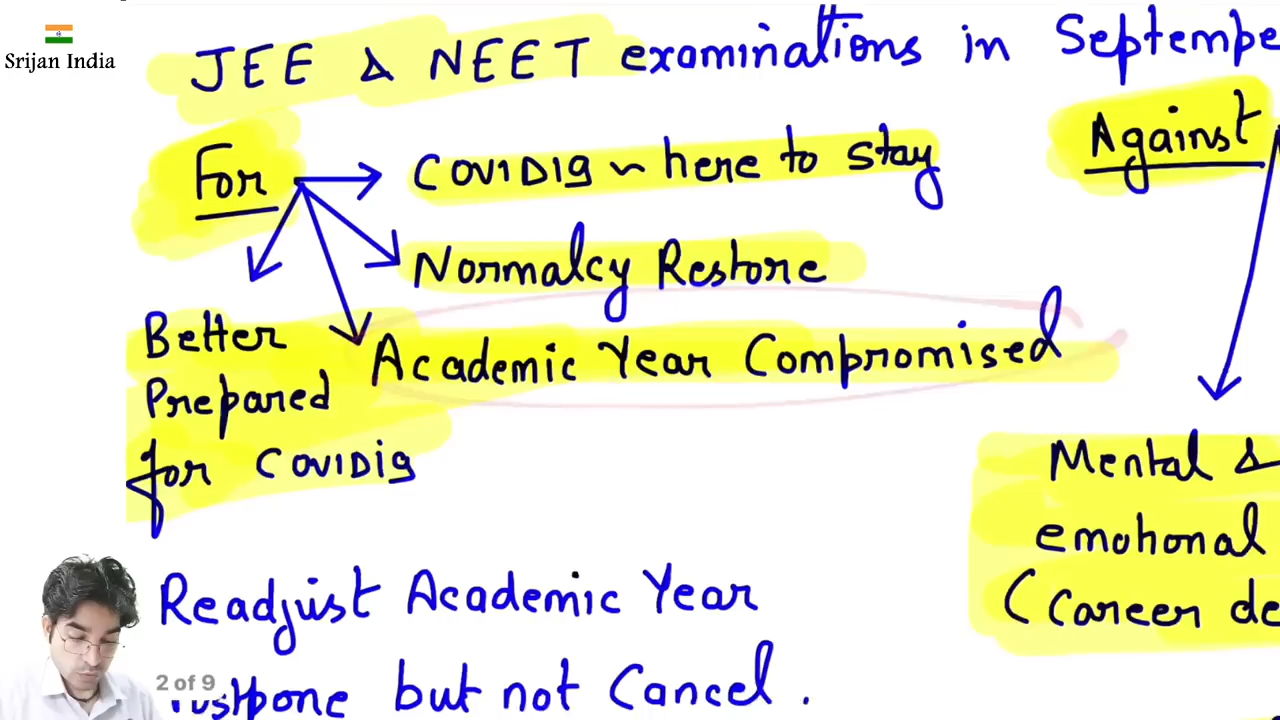 Srijan India
JEE & NEET examinations in Septembe
For
COVID19 ~ here to stay
Against
Normalcy Restore
Academic Year Compromised
Better
Prepared
for COVID19
Mental &
emotional
(Career de
Readjust Academic Year
2 of 9
Postpone but not Cancel.